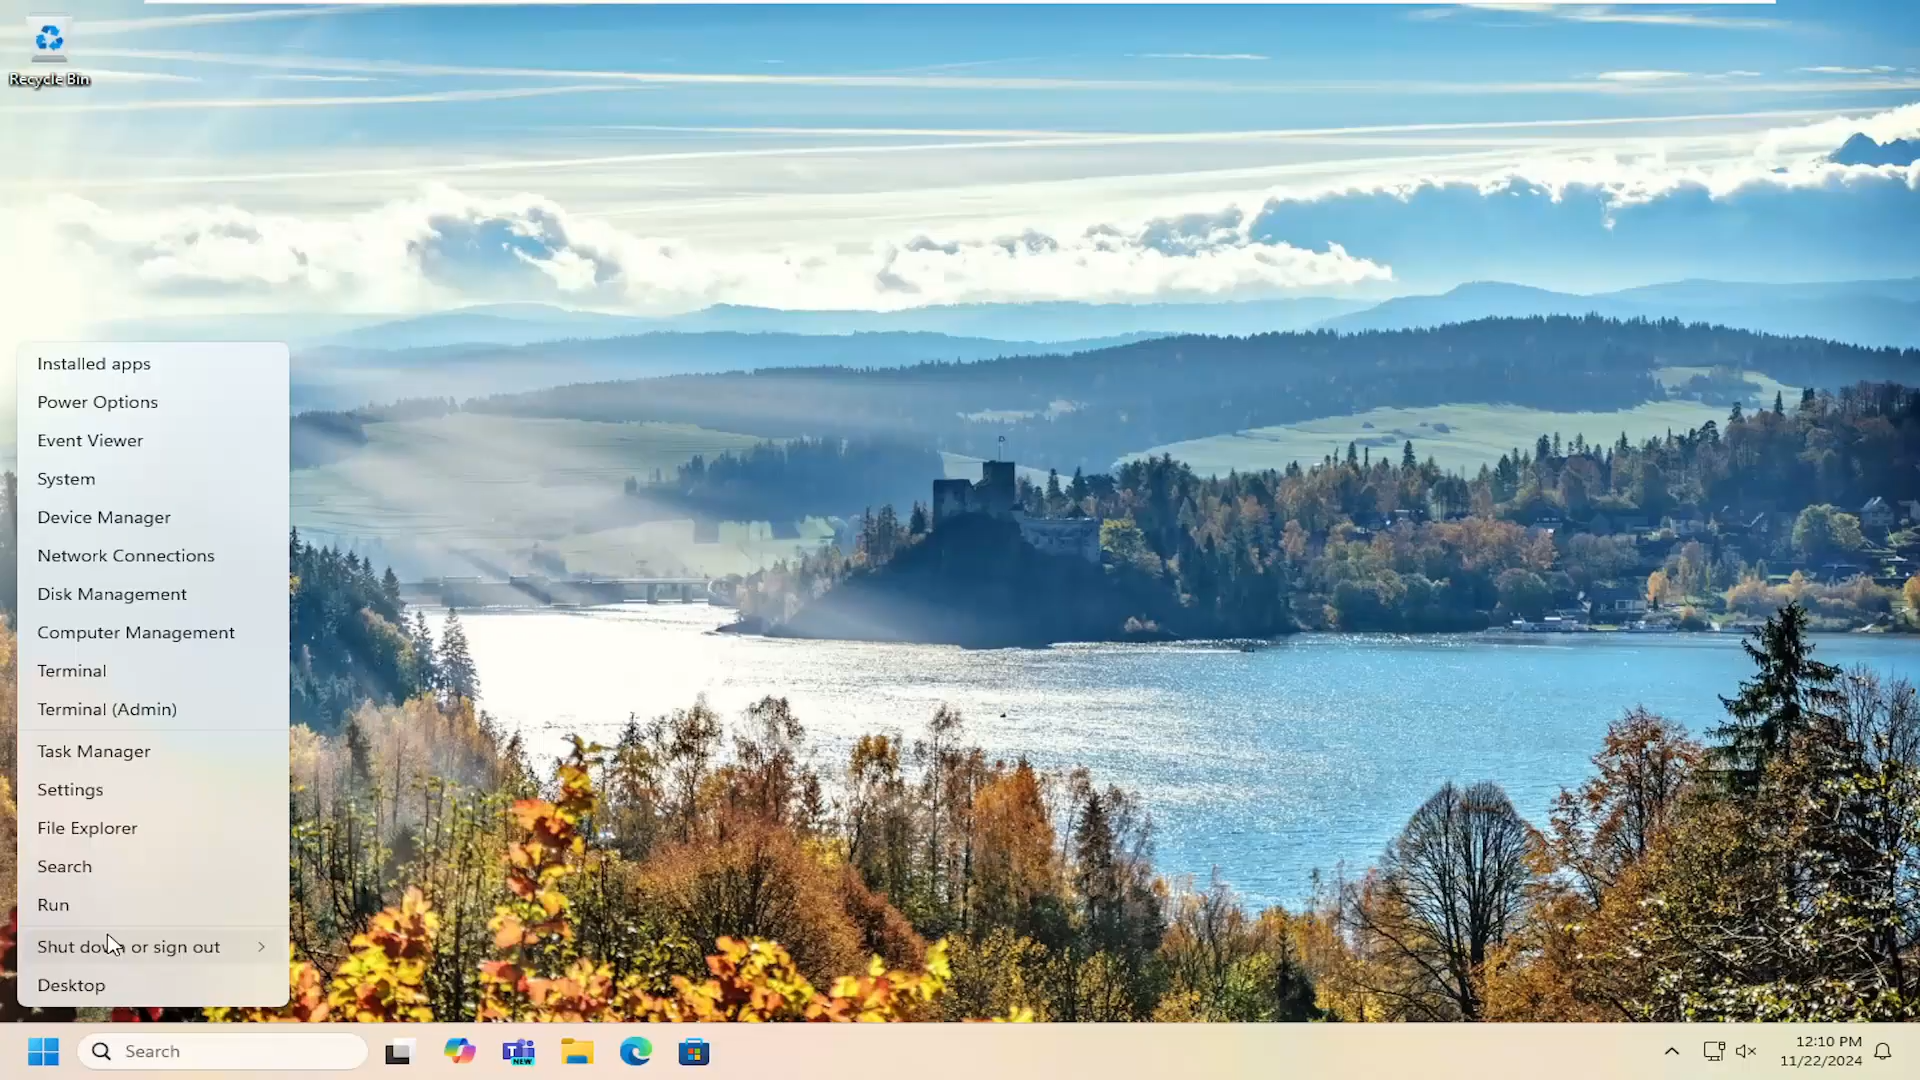 Recycle Bin
Installed apps
Power Options
Event Viewer
System
Device Manager
Network Connections
Disk Management
Computer Management
Terminal
Terminal (Admin)
Task Manager
Settings
File Explorer
Search
Run
Shut down or sign out
Desktop
Search
NEW
12:10 PM
11/22/2024